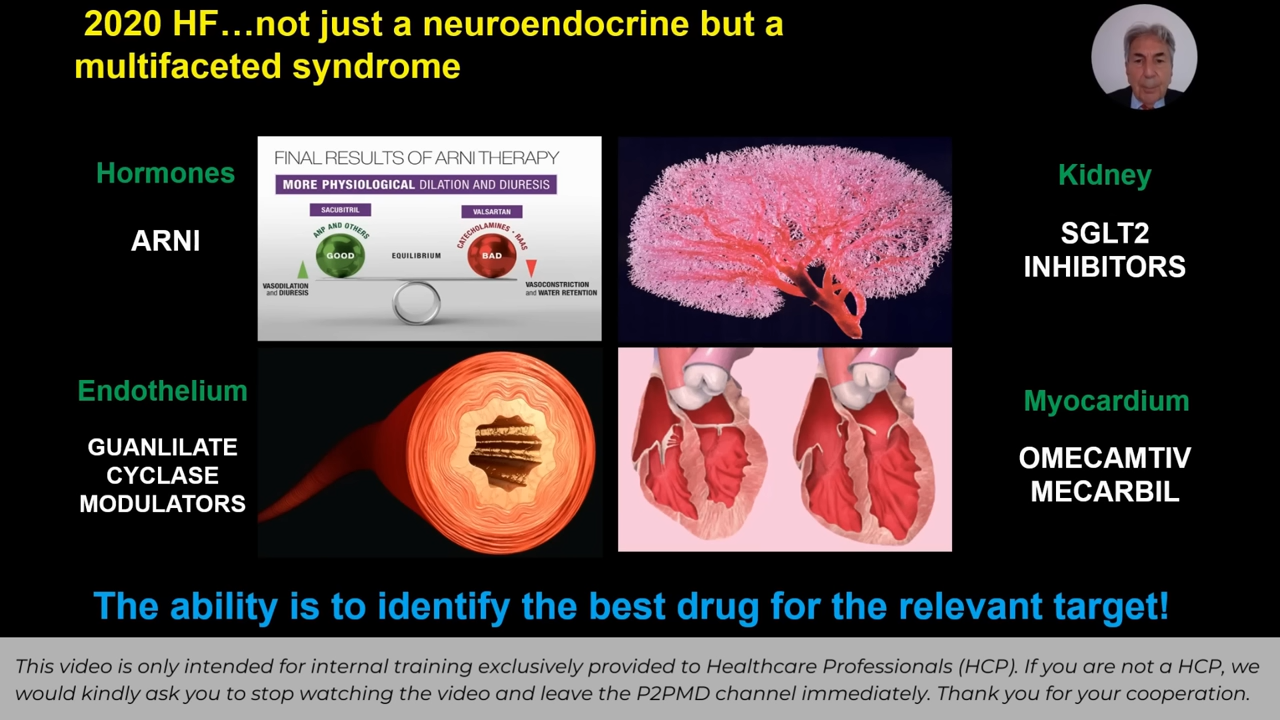 2020 HF…not just a neuroendocrine but a
multifaceted syndrome
Hormones
ARNI
FINAL RESULTS OF ARNI THERAPY
MORE PHYSIOLOGICAL DILATION AND DIURESIS
SACUBITRIL
VALSARTAN
ANP AND OTHERS
CATECHOLAMINES - RAAS
GOOD
EQUILIBRIUM
BAD
VASODILATION
and DIURESIS
VASOCONSTRICTION
and WATER RETENTION
Kidney
SGLT2
INHIBITORS
Endothelium
GUANLILATE
CYCLASE
MODULATORS
Myocardium
OMECAMTIV
MECARBIL
The ability is to identify the best drug for the relevant target!
This video is only intended for internal training exclusively provided to Healthcare Professionals (HCP). If you are not a HCP, we
would kindly ask you to stop watching the video and leave the P2PMD channel immediately. Thank you for your cooperation.